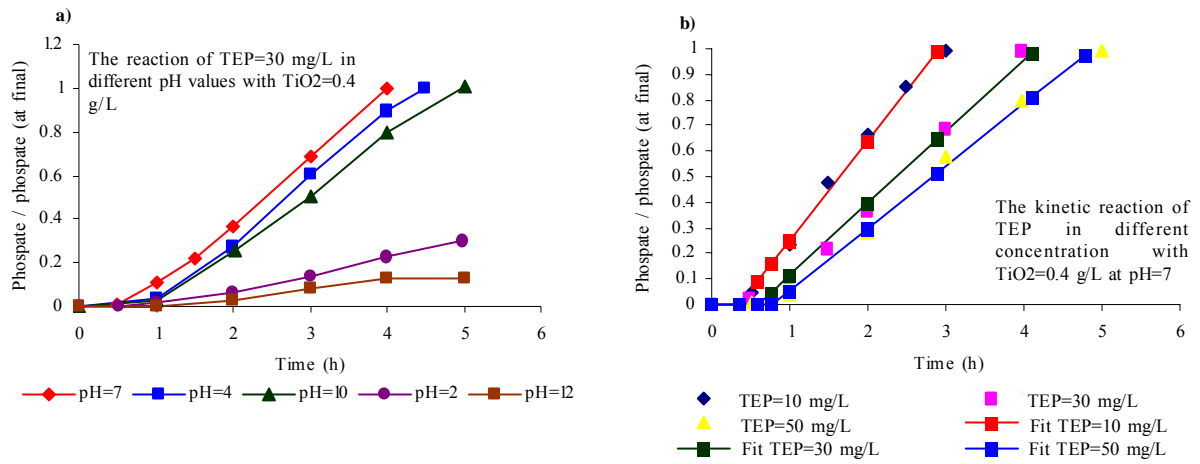 a)
The reaction of TEP=30 mg/L in
different pH values with TiO2=0.4
g/L
Phospate / phospate (at final)
1.2
1
0.8
0.6
0.4
0.2
0
0 1 2 3 4 5 6
Time (h)
pH=7 pH=4 pH=10 pH=2 pH=12
b)
Phospate / phospate (at final)
1
0.9
0.8
0.7
0.6
0.5
0.4
0.3
0.2
0.1
0
The kinetic reaction of
TEP in different
concentration with
TiO2=0.4 g/L at pH=7
0 1 2 3 4 5 6
Time (h)
TEP=10 mg/L TEP=30 mg/L
TEP=50 mg/L Fit TEP=10 mg/L
Fit TEP=30 mg/L Fit TEP=50 mg/L